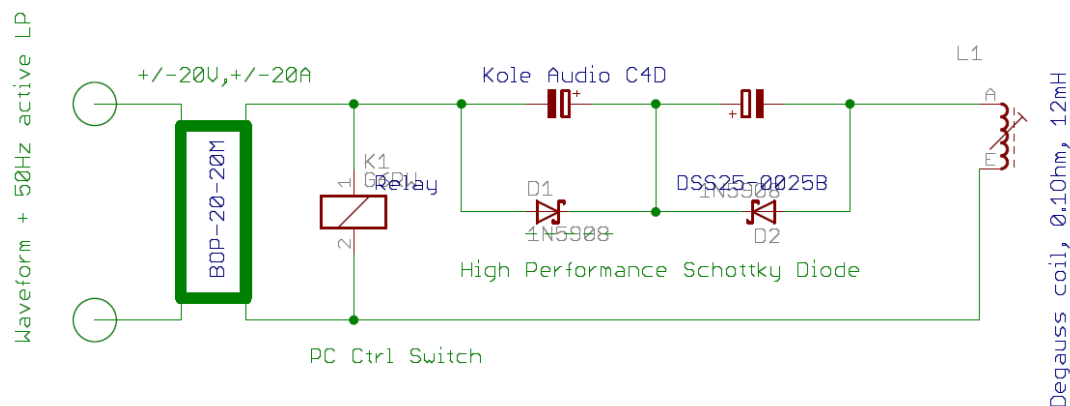 Waveform + 50Hz active LP
+/-20V,+/-20A
BOP-20-20M
K1
Relay
1
2
PC Ctrl Switch
Kole Audio C4D
+
+
D1
1N5908
DSS25-0025B
1N5908
D2
High Performance Schottky Diode
L1
A
E
Degauss coil, 0.1Ohm, 12mH